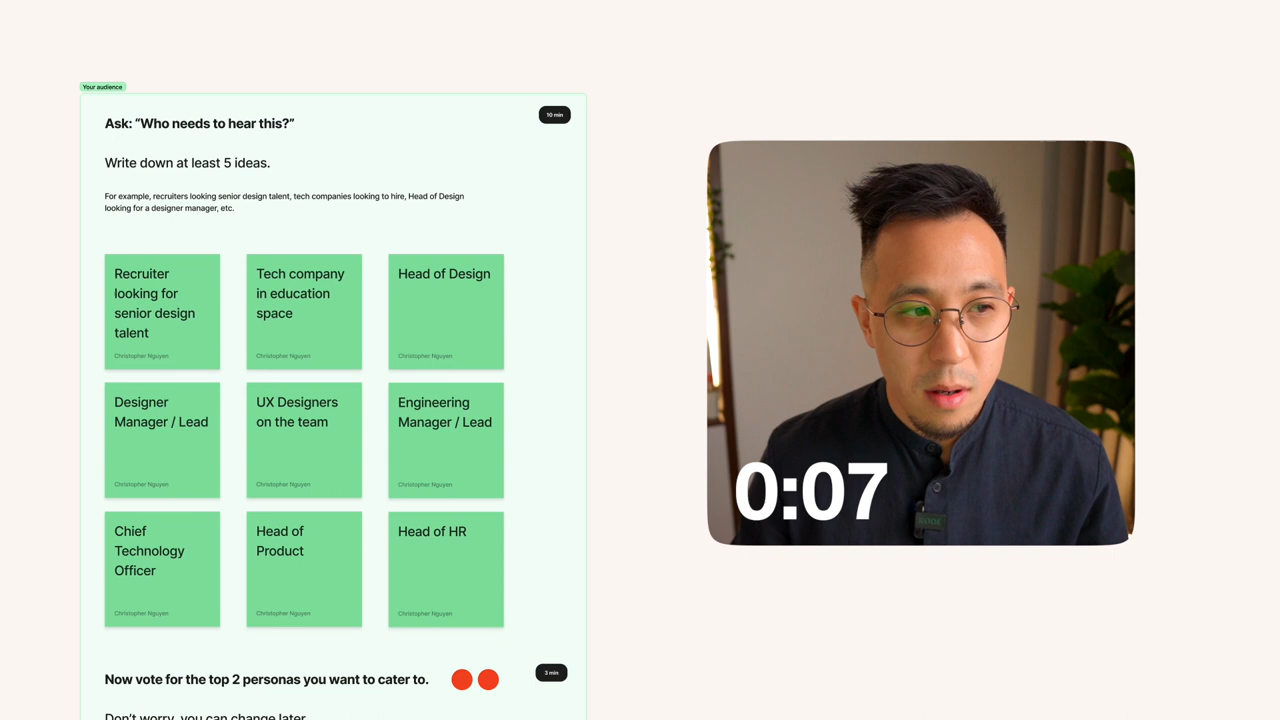 Your audience
Ask: “Who needs to hear this?”
10 min
Write down at least 5 ideas.
For example, recruiters looking senior design talent, tech companies looking to hire, Head of Design
looking for a designer manager, etc.
Recruiter
looking for
senior design
talent
Christopher Nguyen
Tech company
in education
space
Christopher Nguyen
Head of Design
Christopher Nguyen
Designer
Manager / Lead
Christopher Nguyen
UX Designers
on the team
Christopher Nguyen
Engineering
Manager / Lead
Christopher Nguyen
Chief
Technology
Officer
Christopher Nguyen
Head of
Product
Christopher Nguyen
Head of HR
Christopher Nguyen
Now vote for the top 2 personas you want to cater to.
3 min
Don’t worry, you can change later
0:07